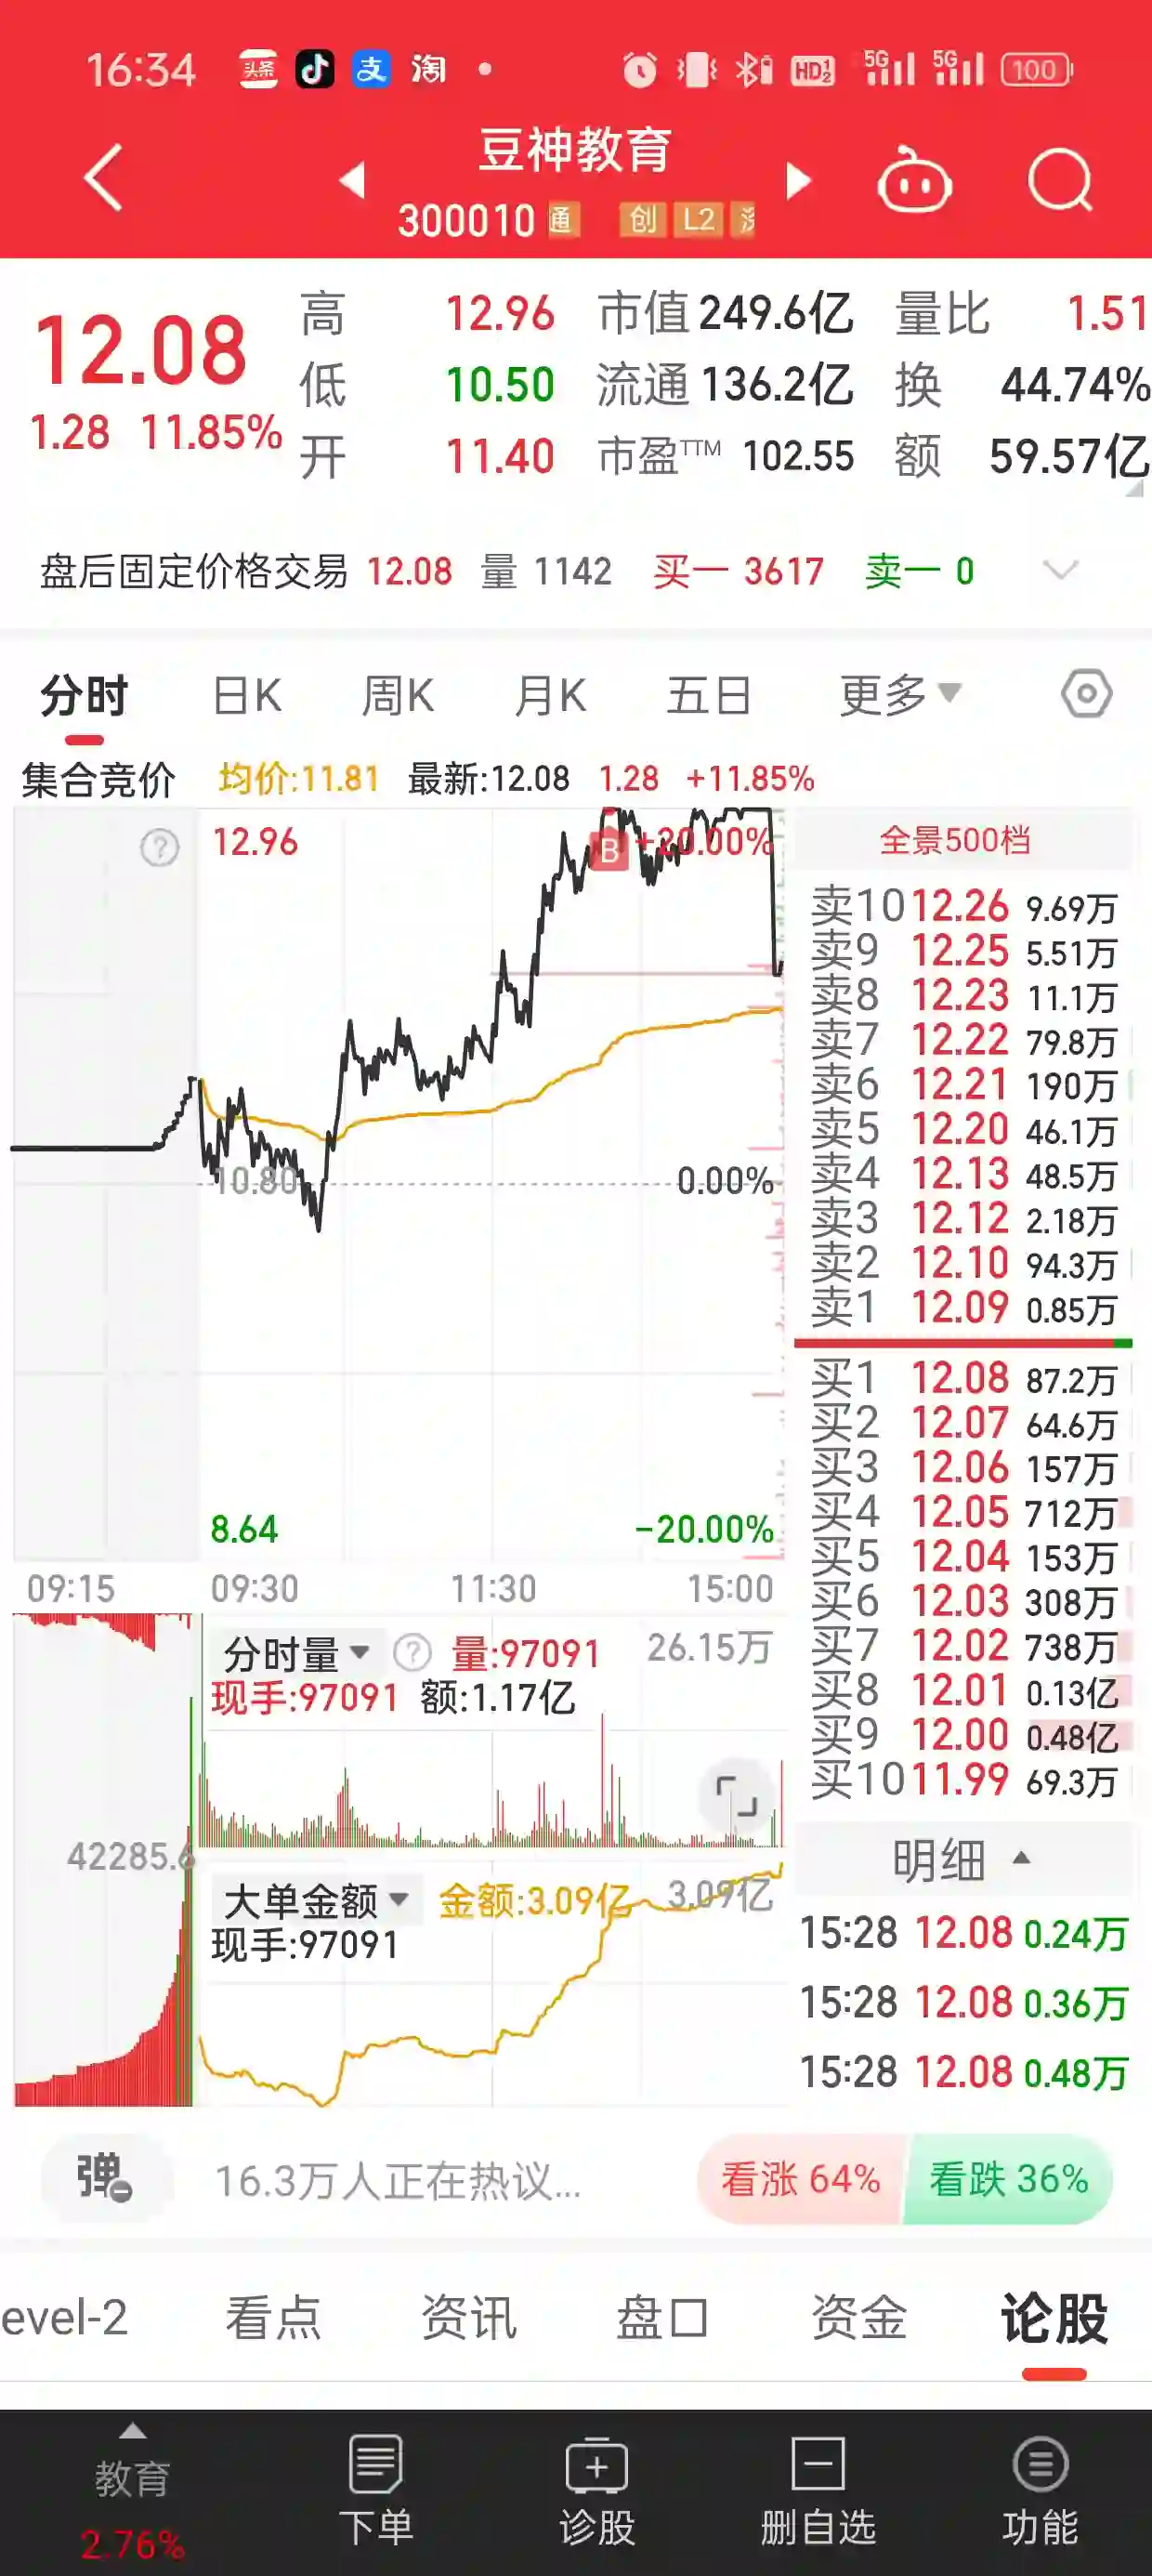 16:34 头条 支 淘 HD 5G 5G 100
豆神教育
300010 通 创 L2
12.08 高 12.96 市值 249.6亿 量比 1.51
低 10.50 流通 136.2亿 换 44.74%
1.28 11.85% 开 11.40 市盈TTM 102.55 额 59.57亿
盘后固定价格交易 12.08 量 1142 买一 3617 卖一 0
分时 日K 周K 月K 五日 更多
集合竞价 均价:11.81 最新:12.08 1.28 +11.85%
12.96 B +20.00%
10.80 0.00%
8.64 -20.00%
09:15 09:30 11:30 15:00
分时量 量:97091 26.15万
现手:97091 额:1.17亿
42285.6
大单金额 金额:3.09亿 3.09亿
现手:97091
全景500档
卖10 12.26 9.69万
卖9 12.25 5.51万
卖8 12.23 11.1万
卖7 12.22 79.8万
卖6 12.21 190万
卖5 12.20 46.1万
卖4 12.13 48.5万
卖3 12.12 2.18万
卖2 12.10 94.3万
卖1 12.09 0.85万
买1 12.08 87.2万
买2 12.07 64.6万
买3 12.06 157万
买4 12.05 712万
买5 12.04 153万
买6 12.03 308万
买7 12.02 738万
买8 12.01 0.13亿
买9 12.00 0.48亿
买10 11.99 69.3万
明细
15:28 12.08 0.24万
15:28 12.08 0.36万
15:28 12.08 0.48万
弹 16.3万人正在热议... 看涨 64% 看跌 36%
evel-2 看点 资讯 盘口 资金 论股
教育 2.76%
下单 诊股 删自选 功能